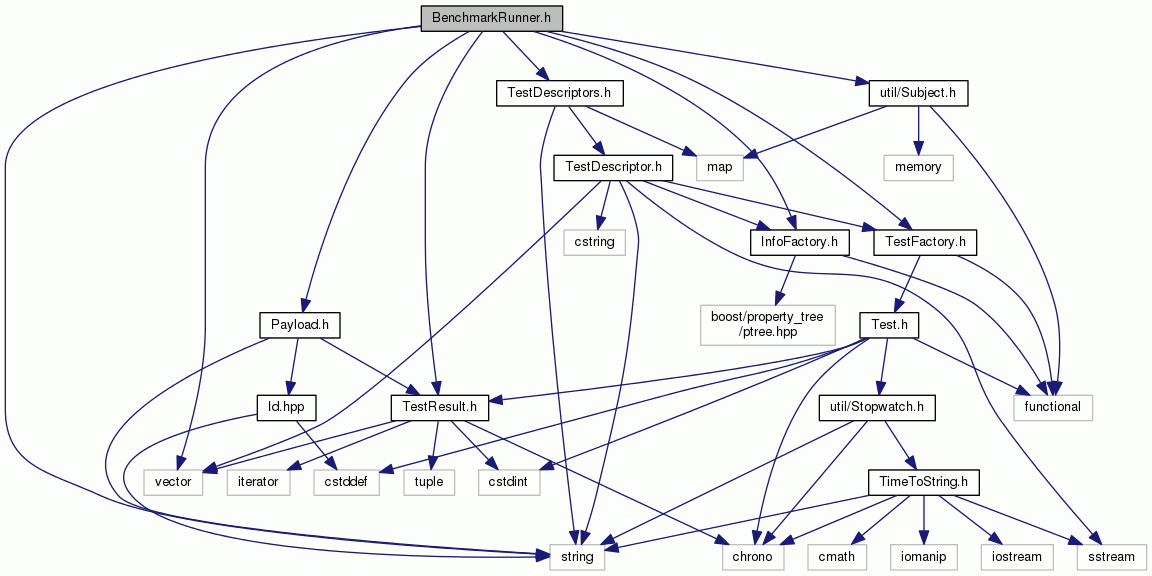 BenchmarkRunner.h
TestDescriptors.h
util/Subject.h
TestDescriptor.h
map
memory
cstring
InfoFactory.h
TestFactory.h
Payload.h
boost/property_tree
/ptree.hpp
Test.h
Id.hpp
TestResult.h
util/Stopwatch.h
functional
vector
iterator
cstddef
tuple
cstdint
TimeToString.h
string
chrono
cmath
iomanip
iostream
sstream